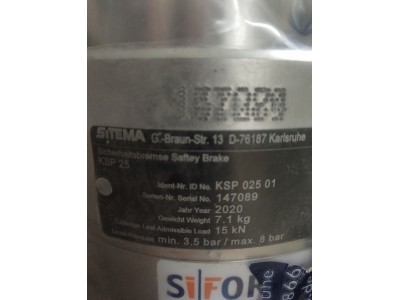 SITEMA G.-Braun-Str. 13 D-76187 Karlsruhe
Sicherheitsbremse Saftey Brake
KSP 25
Ident-Nr. ID No. KSP 025 01
Serien-Nr. Serial No. 147089
Jahr Year 2020
Gewicht Weight 7.1 kg
Load Admissible Load 15 kN
min. 3.5 bar / max. 8 bar
SIFOR